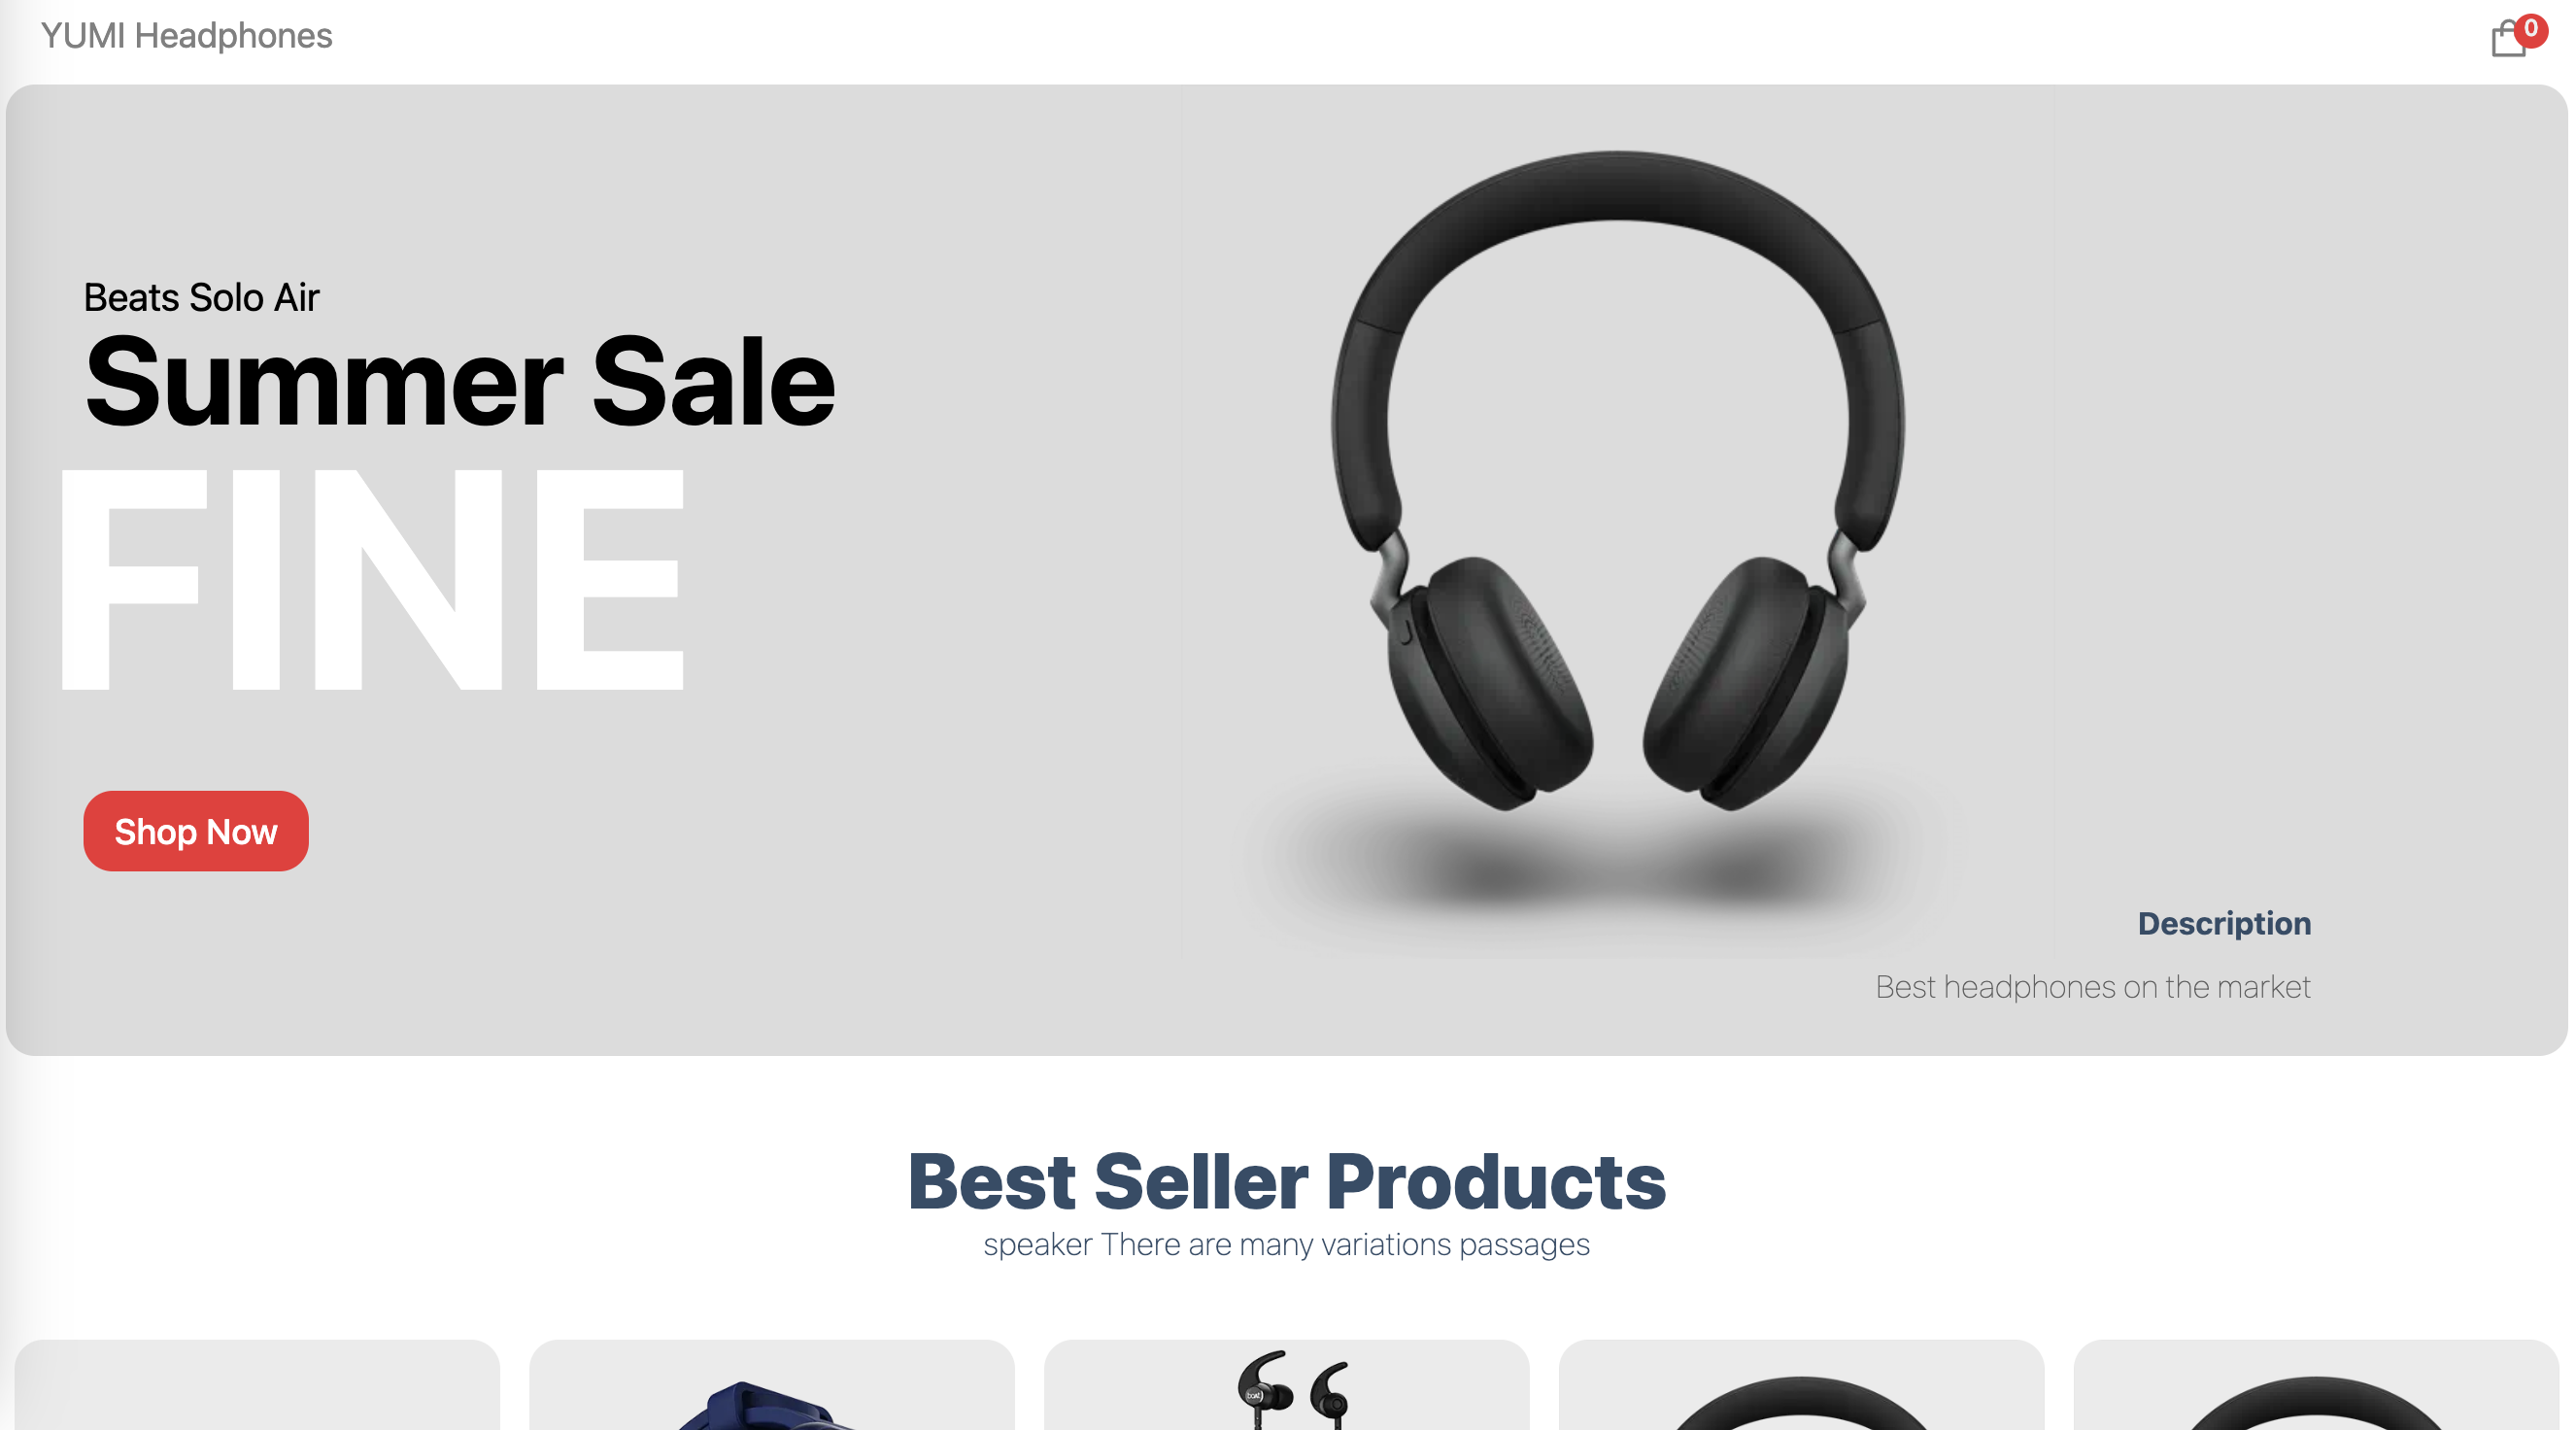 YUMI Headphones
0
Beats Solo Air
Summer Sale
FINE
Shop Now
Description
Best headphones on the market
Best Seller Products
speaker There are many variations passages
boAt